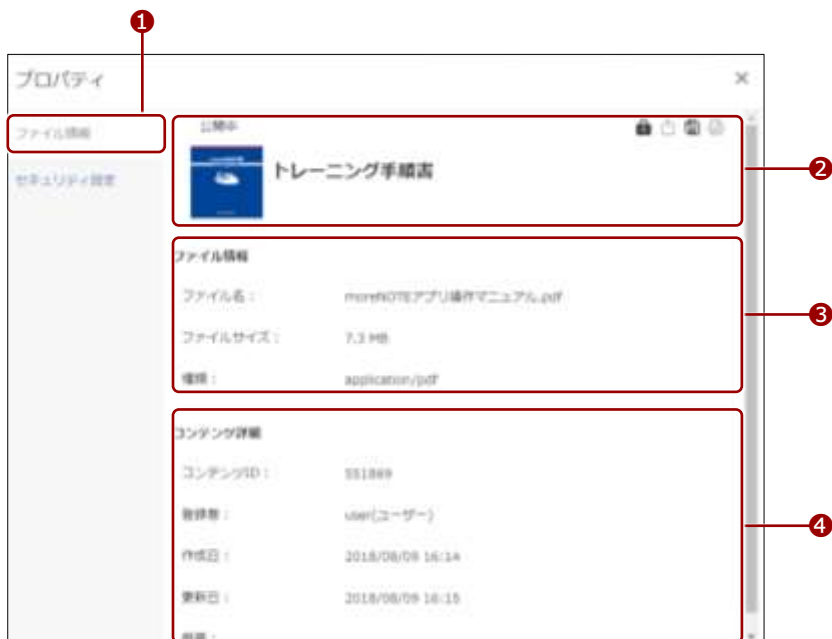 1
プロパティ
×
ファイル情報
セキュリティ設定
公開中
トレーニング手順書
2
ファイル情報
ファイル名: moreNOTEアプリ操作マニュアル.pdf
3
ファイルサイズ: 7.3 MB
種類: application/pdf
コンテンツ詳細
コンテンツID: 551869
登録者: user(ユーザー)
4
作成日: 2018/08/09 16:14
更新日: 2018/08/09 16:15